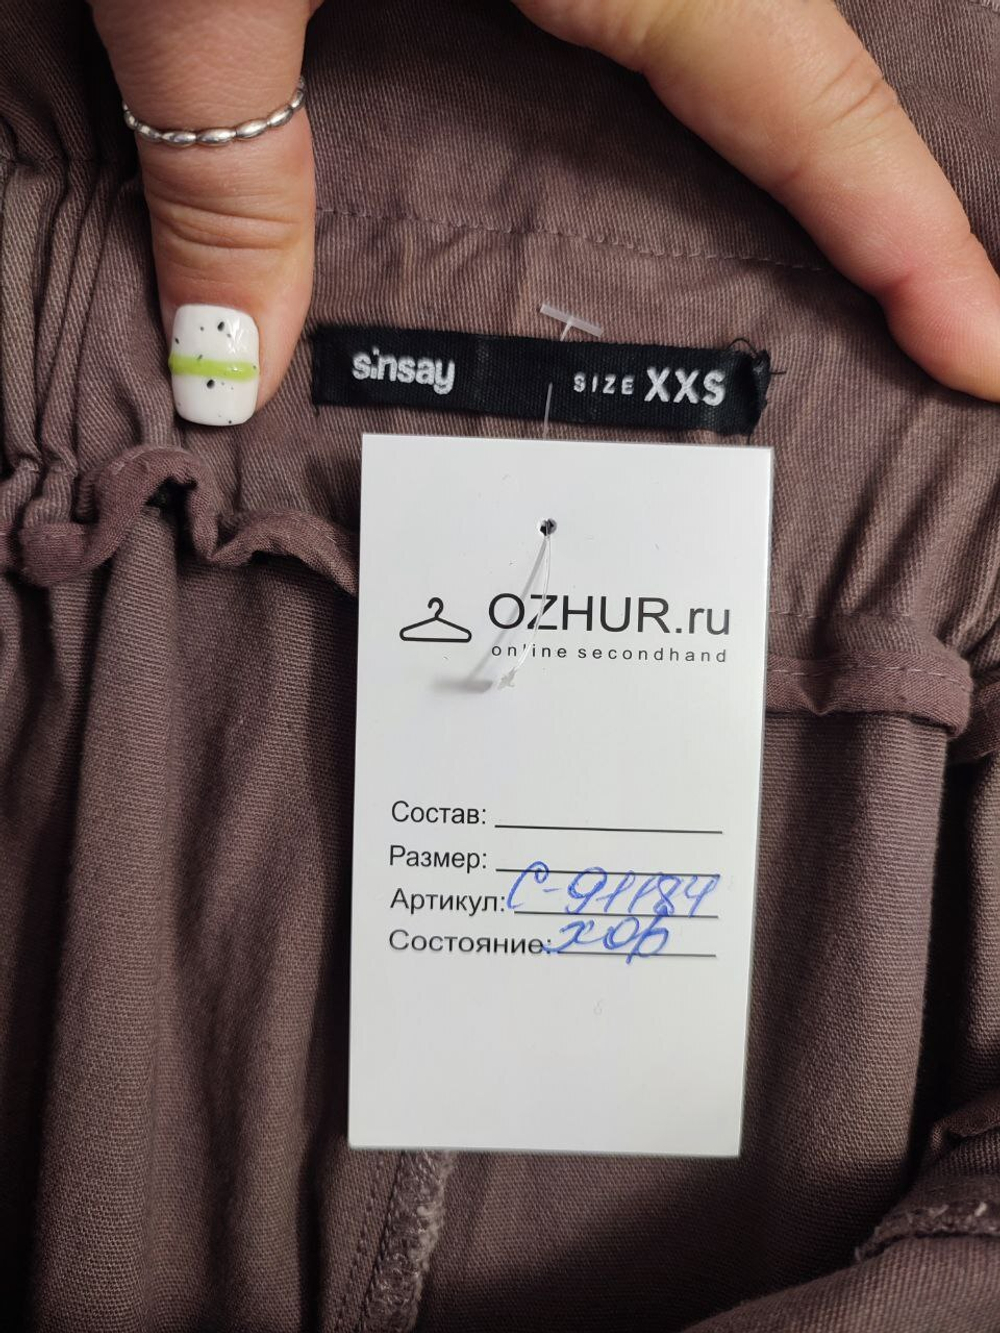 sinsay SIZE XXS
OZHUR.ru
online secondhand
Состав:
Размер:
Артикул: С-91184
Состояние: хор